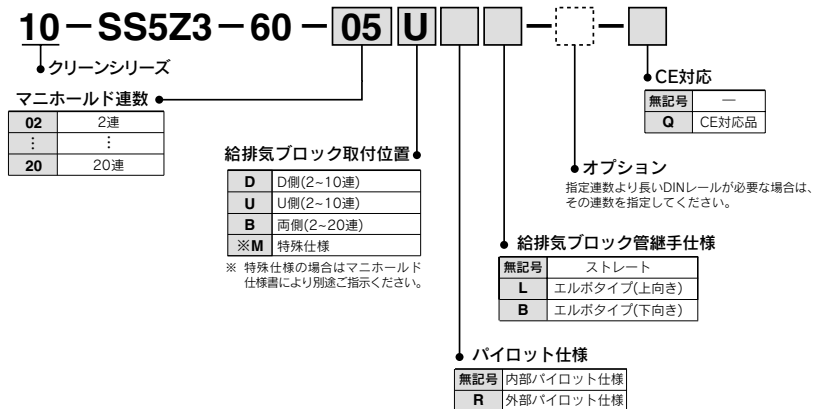 10－SS5Z3－60－05 U － －
クリーンシリーズ
マニホールド連数
02 2連
⋮ ⋮
20 20連
給排気ブロック取付位置
D D側(2~10連)
U U側(2~10連)
B 両側(2~20連)
※M 特殊仕様
※ 特殊仕様の場合はマニホールド
仕様書により別途ご指示ください。
CE対応
無記号 —
Q CE対応品
オプション
指定連数より長いDINレールが必要な場合は、
その連数を指定してください。
給排気ブロック管継手仕様
無記号 ストレート
L エルボタイプ(上向き)
B エルボタイプ(下向き)
パイロット仕様
無記号 内部パイロット仕様
R 外部パイロット仕様